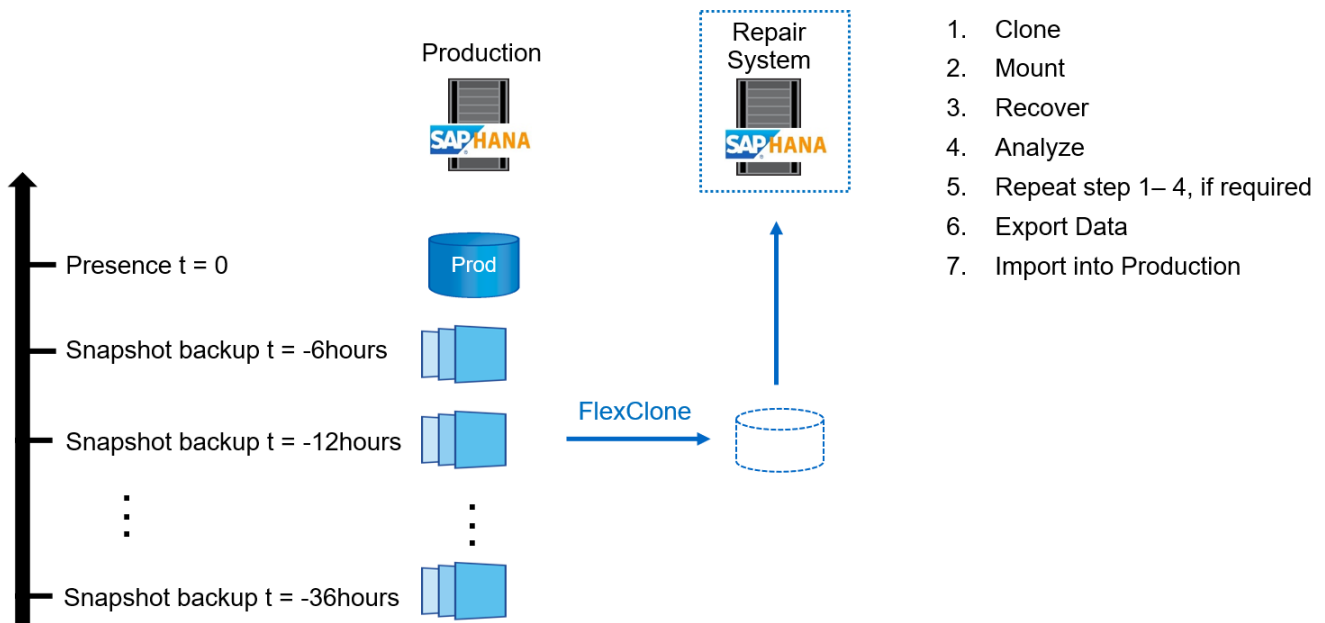 Production
SAP HANA
Repair
System
SAP HANA
1. Clone
2. Mount
3. Recover
4. Analyze
5. Repeat step 1– 4, if required
6. Export Data
7. Import into Production
Presence t = 0
Prod
Snapshot backup t = -6hours
Snapshot backup t = -12hours
FlexClone
Snapshot backup t = -36hours